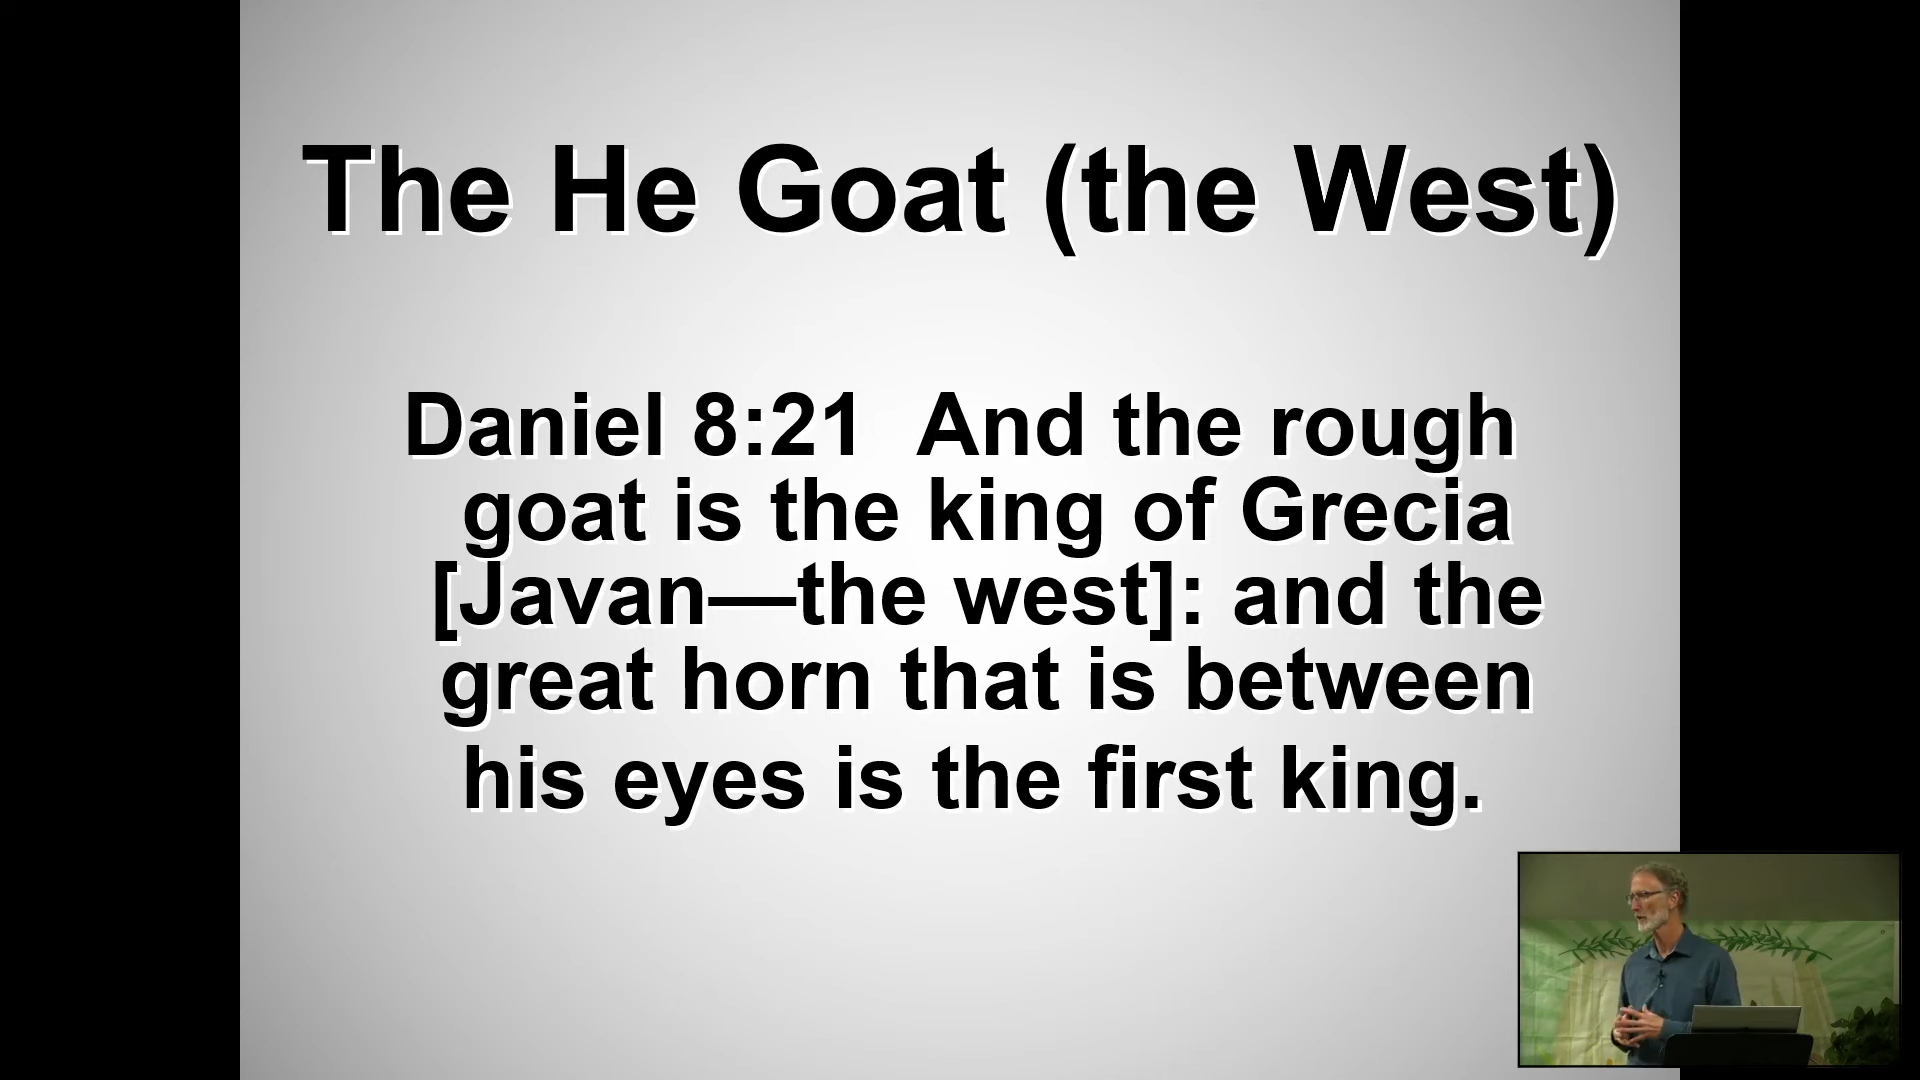 The He Goat (the West)
Daniel 8:21  And the rough
goat is the king of Grecia
[Javan—the west]: and the
great horn that is between
his eyes is the first king.